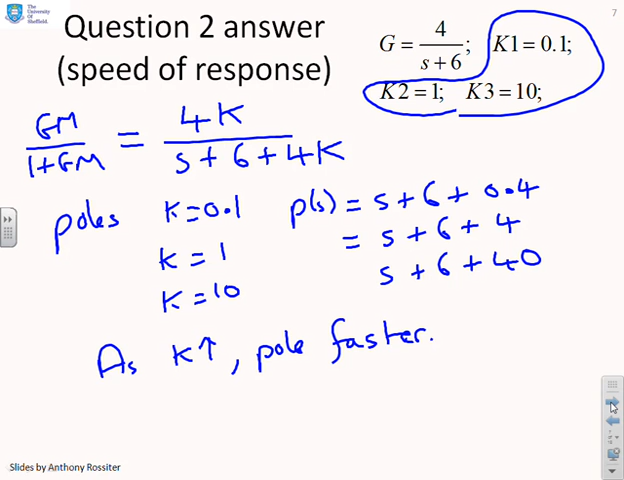 The University Of Sheffield.
7
Question 2 answer
(speed of response)
G = 4/(s+6); K1 = 0.1;
K2 = 1; K3 = 10;
GM/(1+GM) = 4K/(s+6+4K)
poles K=0.1 p(s) = s+6+0.4
K = 1 = s+6+4
K = 10 s+6+40
As K↑, pole faster.
Slides by Anthony Rossiter